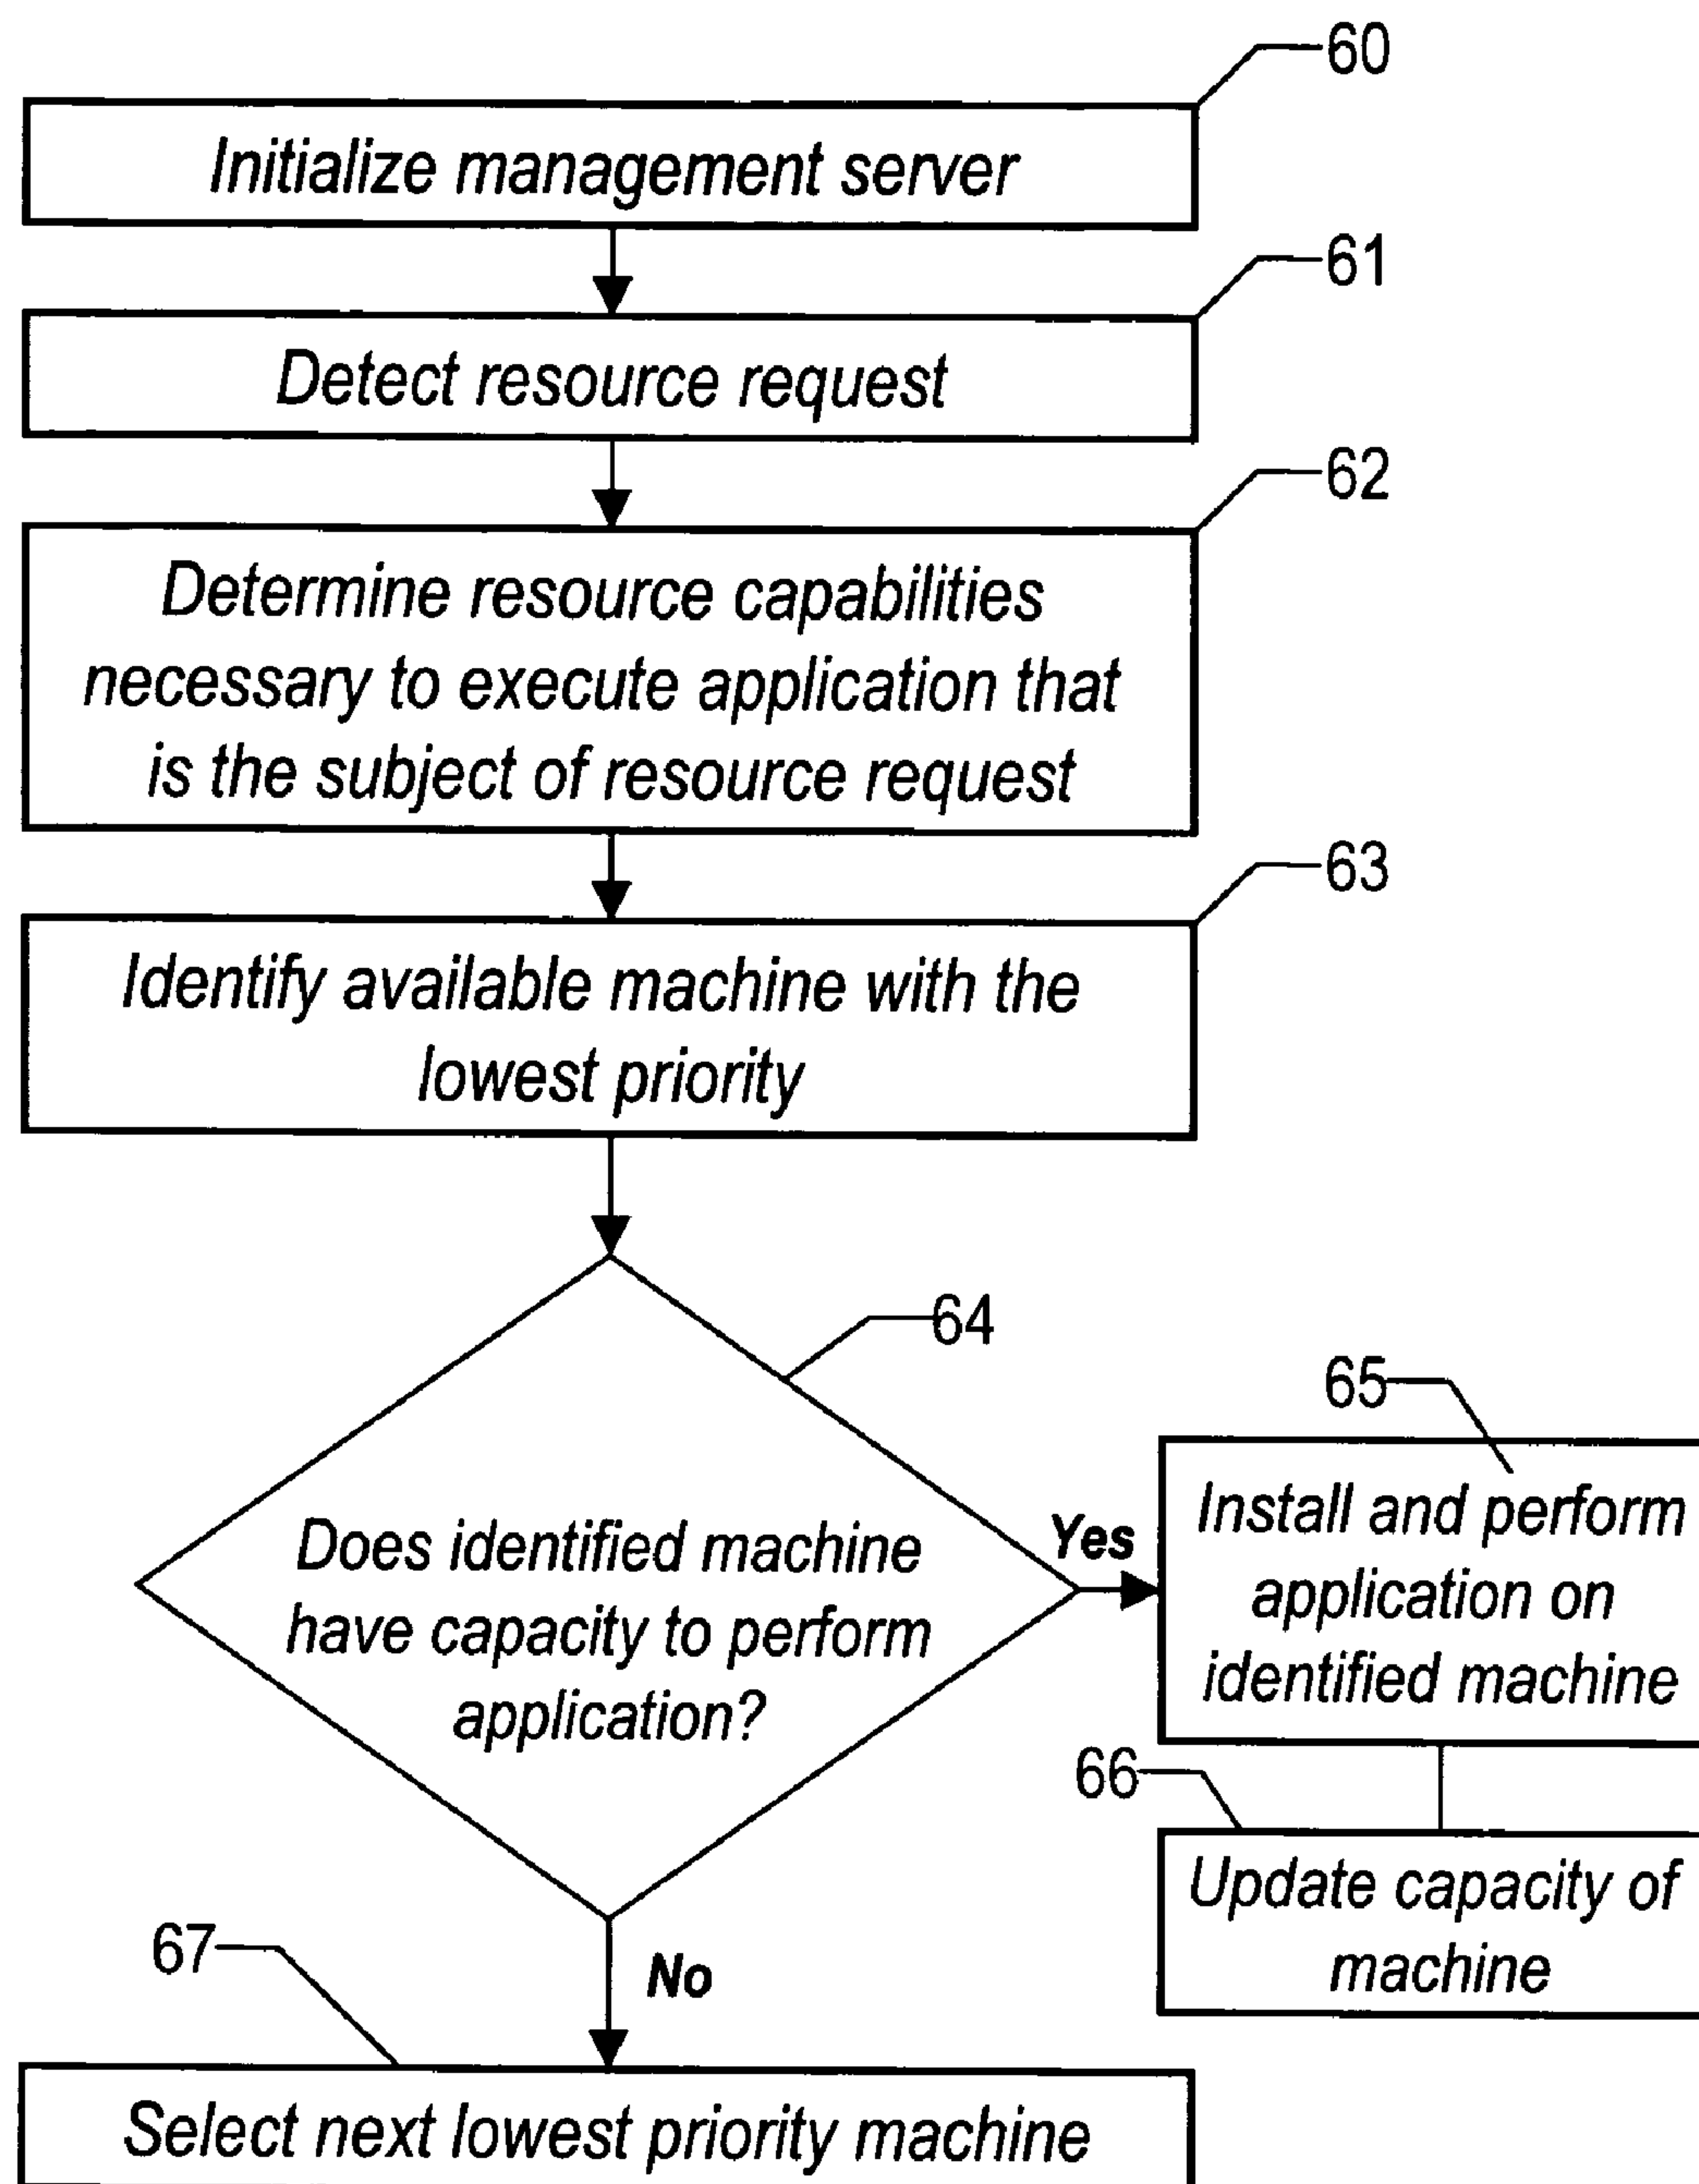 60
Initialize management server
61
Detect resource request
62
Determine resource capabilities
necessary to execute application that
is the subject of resource request
63
Identify available machine with the
lowest priority
64
Does identified machine
have capacity to perform
application?
Yes
65
Install and perform
application on
identified machine
66
Update capacity of
machine
67
No
Select next lowest priority machine